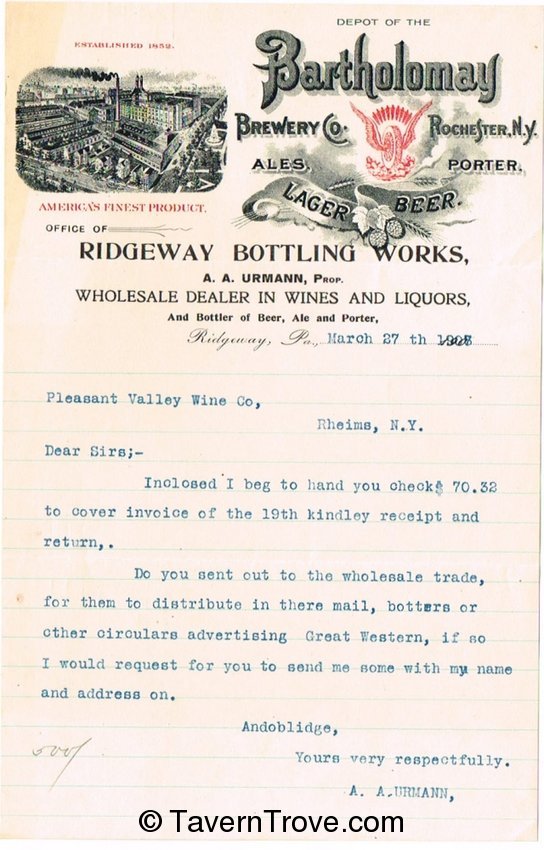 DEPOT OF THE
ESTABLISHED 1852.
Bartholomay
BREWERY CO. ROCHESTER, N.Y.
ALES. PORTER.
LAGER BEER.
AMERICA'S FINEST PRODUCT.
OFFICE OF
RIDGEWAY BOTTLING WORKS,
A. A. URMANN, PROP.
WHOLESALE DEALER IN WINES AND LIQUORS,
And Bottler of Beer, Ale and Porter,
Ridgeway, Pa., March 27 th
Pleasant Valley Wine Co,
Rheims, N.Y.
Dear Sirs;-
Inclosed I beg to hand you check$ 70.32
to cover invoice of the 19th kindley receipt and
return,.
Do you sent out to the wholesale trade,
for them to distribute in there mail, botters or
other circulars advertising Great Western, if so
I would request for you to send me some with my name
and address on.
Andoblidge,
Yours very respectfully.
A. A.URMANN,
© TavernTrove.com